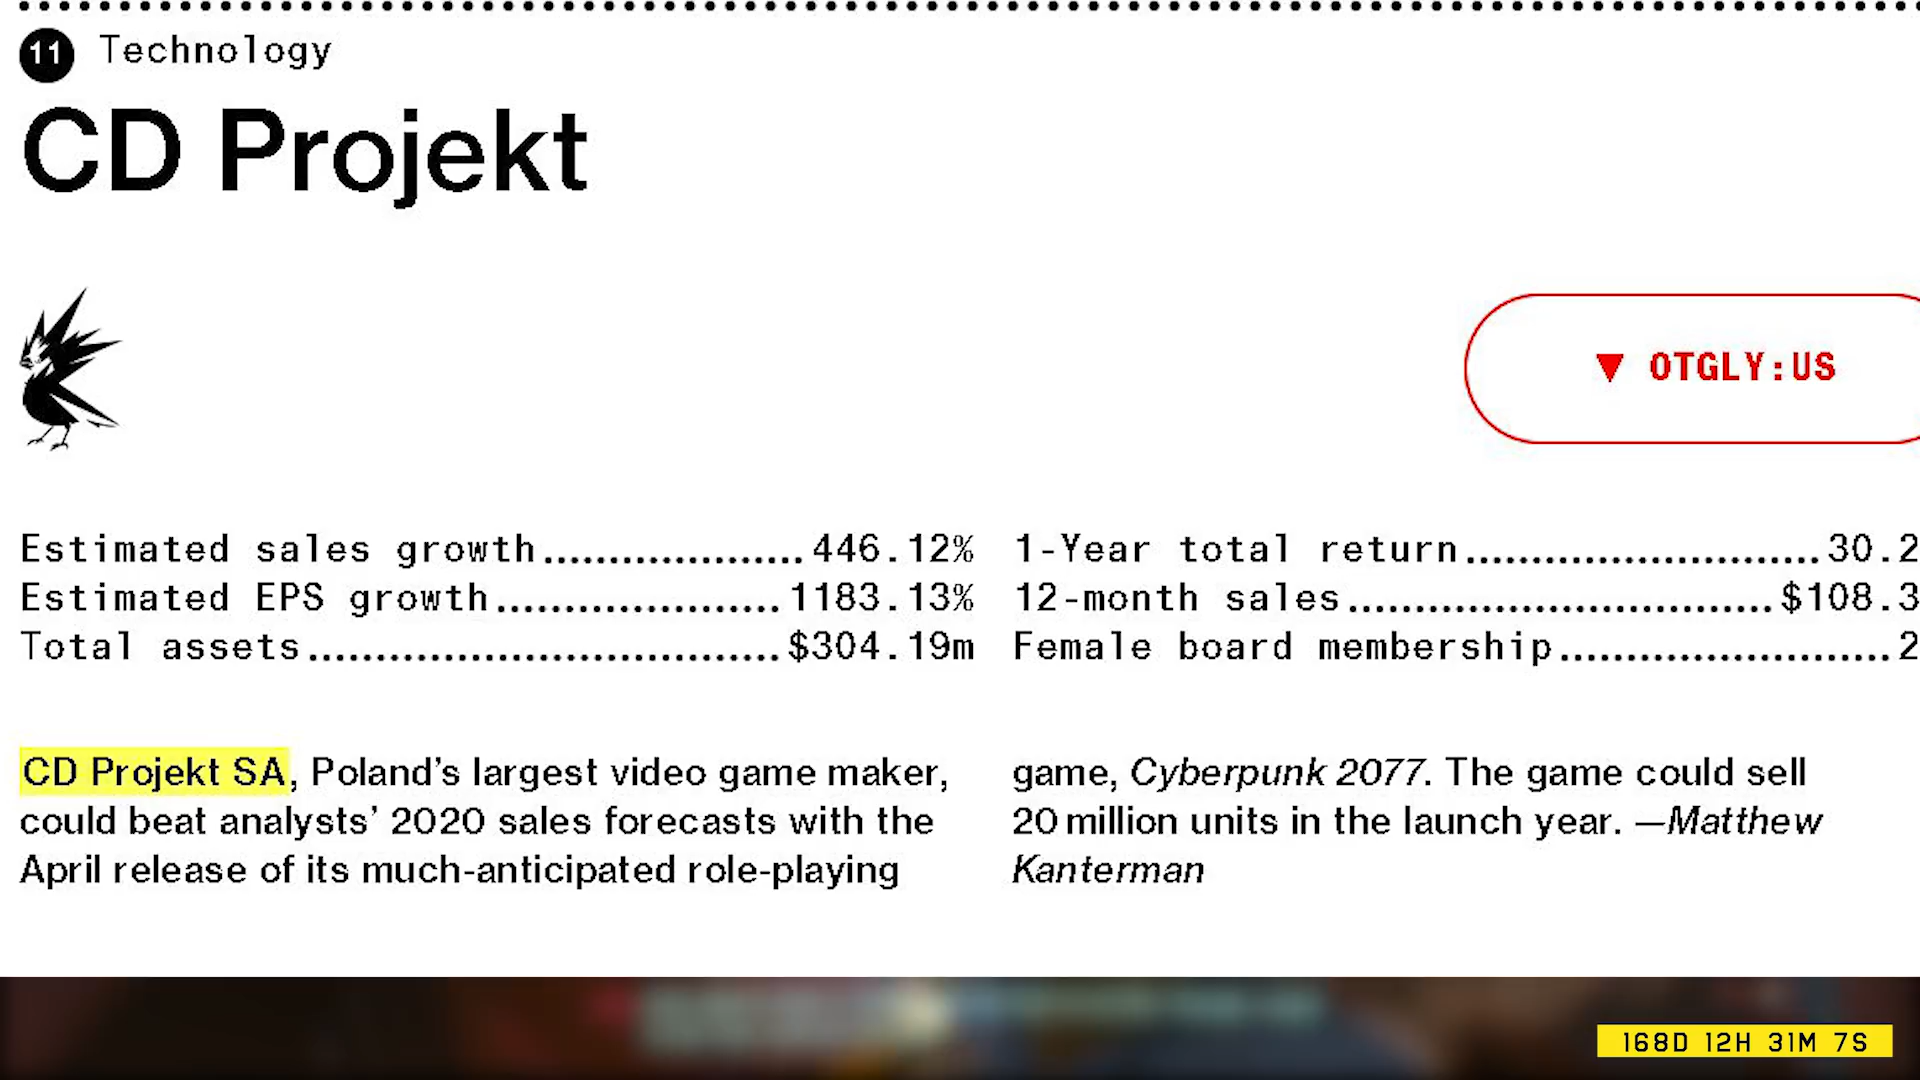 11 Technology
CD Projekt
▼ OTGLY:US
Estimated sales growth....................446.12%
Estimated EPS growth......................1183.13%
Total assets..............................$304.19m
1-Year total return.......................30.2
12-month sales............................$108.3
Female board membership...................2
CD Projekt SA, Poland’s largest video game maker,
could beat analysts’ 2020 sales forecasts with the
April release of its much-anticipated role-playing
game, Cyberpunk 2077. The game could sell
20 million units in the launch year. —Matthew
Kanterman
168D 12H 31M 7S